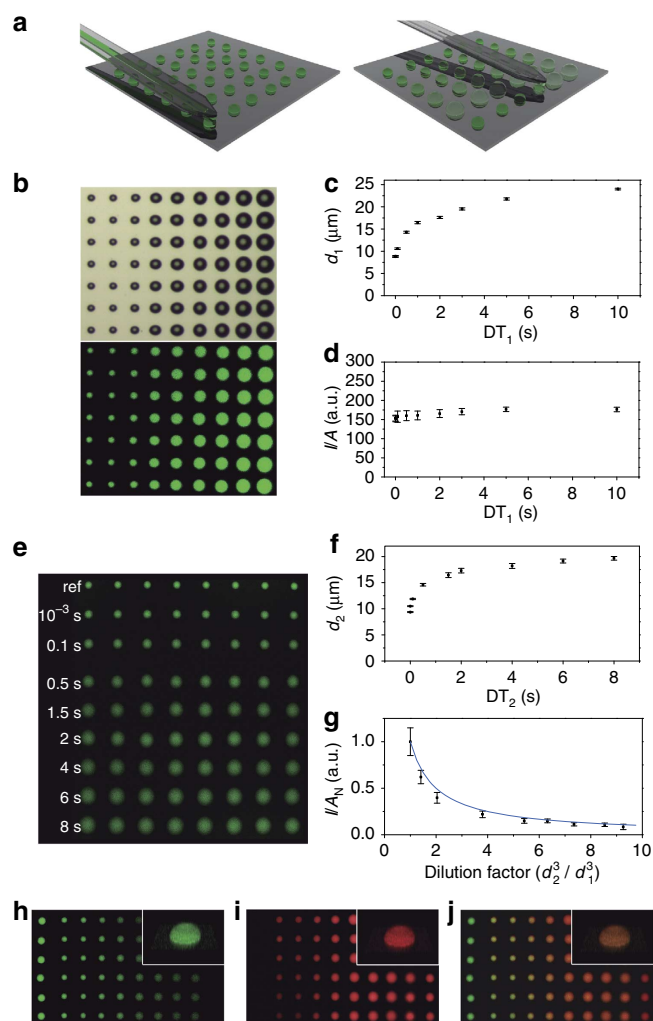 a
b
c
25
20
15
10
5
0
d₁ (μm)
0 2 4 6 8 10
DT₁ (s)
d
300
250
200
150
100
50
0
I/A (a.u.)
0 2 4 6 8 10
DT₁ (s)
e
ref
10⁻³ s
0.1 s
0.5 s
1.5 s
2 s
4 s
6 s
8 s
f
20
15
10
5
0
d₂ (μm)
0 2 4 6 8
DT₂ (s)
g
1.0
0.5
0.0
I/A_N (a.u.)
0 2 4 6 8 10
Dilution factor (d₂³ / d₁³)
h
i
j